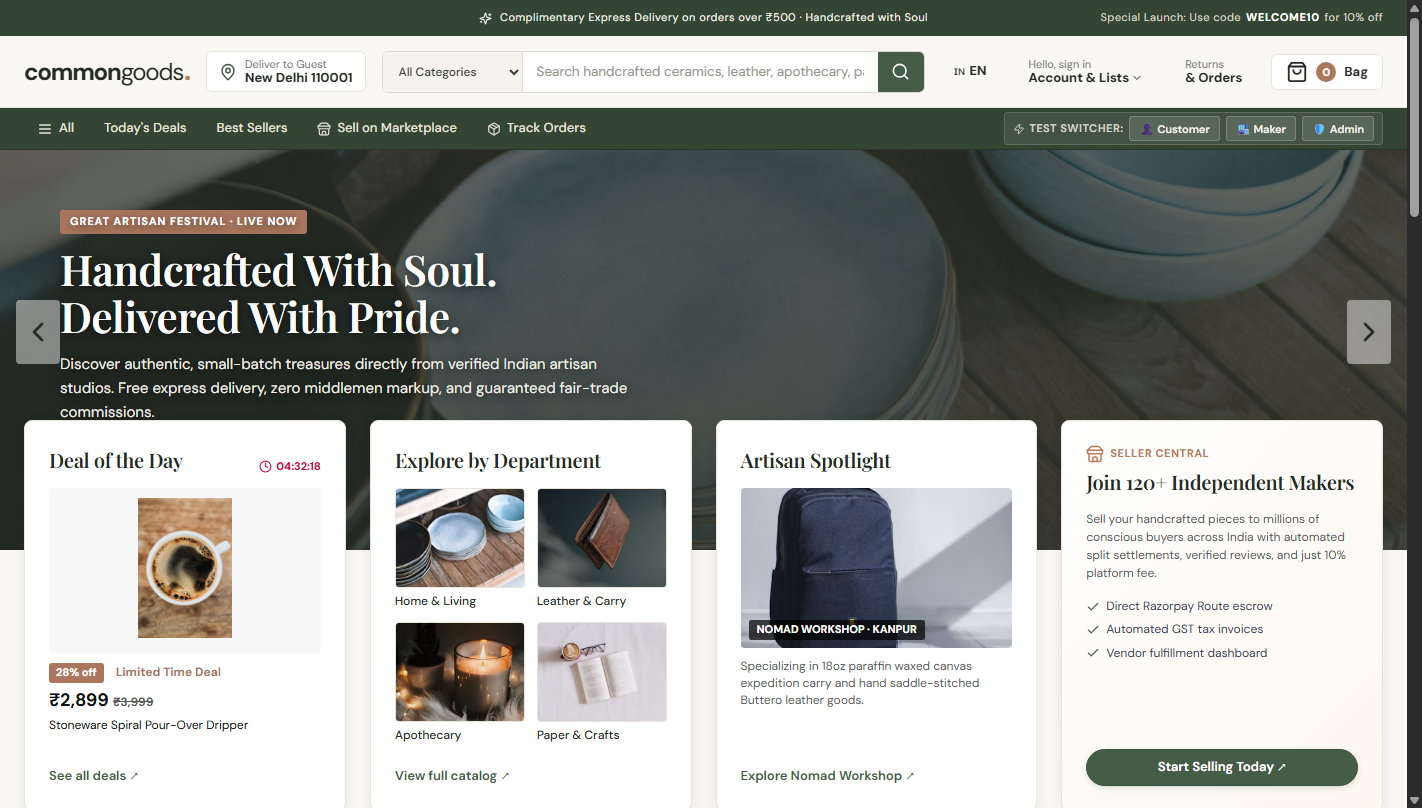 Complimentary Express Delivery on orders over ₹500 · Handcrafted with Soul
Special Launch: Use code WELCOME10 for 10% off
commongoods.
Deliver to Guest
New Delhi 110001
All Categories
Search handcrafted ceramics, leather, apothecary, pa
IN EN
Hello, sign in
Account & Lists
Returns
& Orders
0 Bag
All
Today's Deals
Best Sellers
Sell on Marketplace
Track Orders
TEST SWITCHER:
Customer
Maker
Admin
GREAT ARTISAN FESTIVAL · LIVE NOW
Handcrafted With Soul.
Delivered With Pride.
Discover authentic, small-batch treasures directly from verified Indian artisan
studios. Free express delivery, zero middlemen markup, and guaranteed fair-trade
commissions.
Deal of the Day
04:32:18
28% off
Limited Time Deal
₹2,899 ₹3,999
Stoneware Spiral Pour-Over Dripper
See all deals ↗
Explore by Department
Home & Living
Leather & Carry
Apothecary
Paper & Crafts
View full catalog ↗
Artisan Spotlight
NOMAD WORKSHOP · KANPUR
Specializing in 18oz paraffin waxed canvas
expedition carry and hand saddle-stitched
Buttero leather goods.
Explore Nomad Workshop ↗
SELLER CENTRAL
Join 120+ Independent Makers
Sell your handcrafted pieces to millions of
conscious buyers across India with automated
split settlements, verified reviews, and just 10%
platform fee.
Direct Razorpay Route escrow
Automated GST tax invoices
Vendor fulfillment dashboard
Start Selling Today ↗